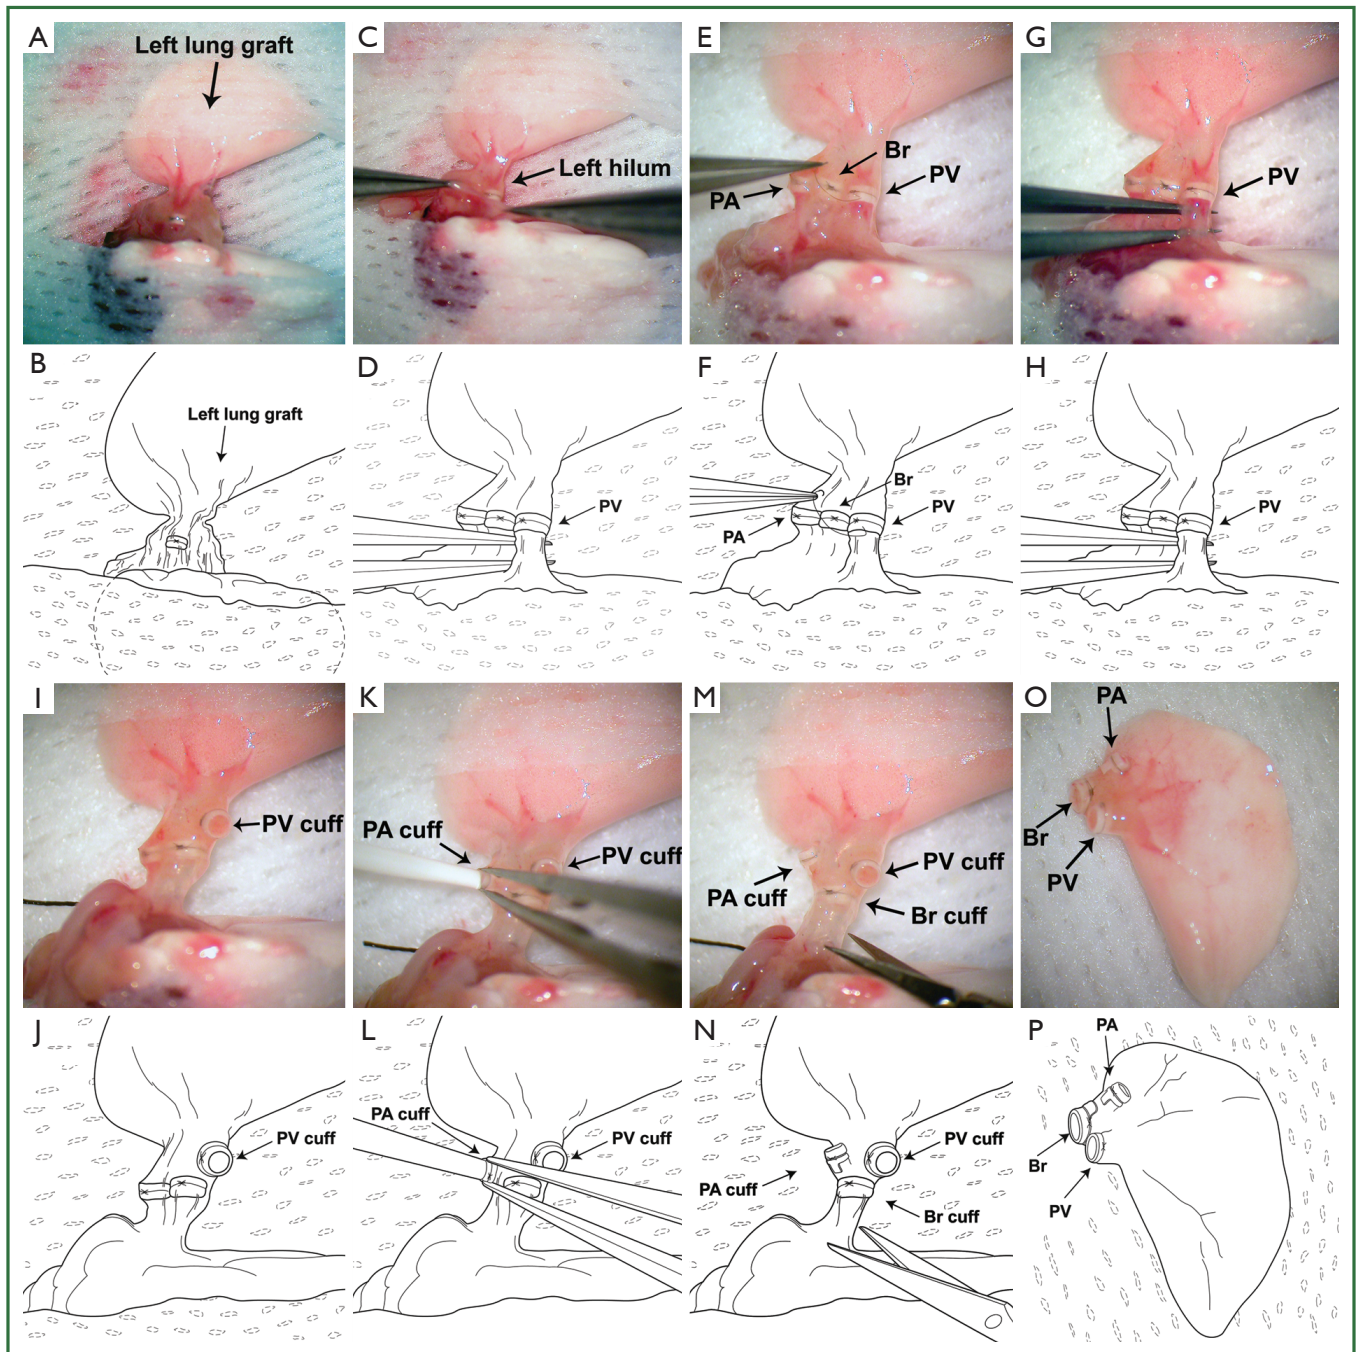 A
Left lung graft
C
Left hilum
E
Br
PA
PV
G
PV
B
Left lung graft
D
PV
F
Br
PV
PA
H
PV
I
PV cuff
K
PA cuff
PV cuff
M
PV cuff
PA cuff
Br cuff
O
PA
Br
PV
J
PV cuff
L
PA cuff
PV cuff
N
PV cuff
PA cuff
Br cuff
P
PA
Br
PV